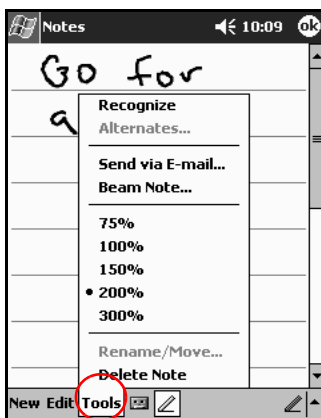 Notes 10:09 ok
Go for
a
Recognize
Alternates...
Send via E-mail...
Beam Note...
75%
100%
150%
• 200%
300%
Rename/Move...
Delete Note
New Edit Tools